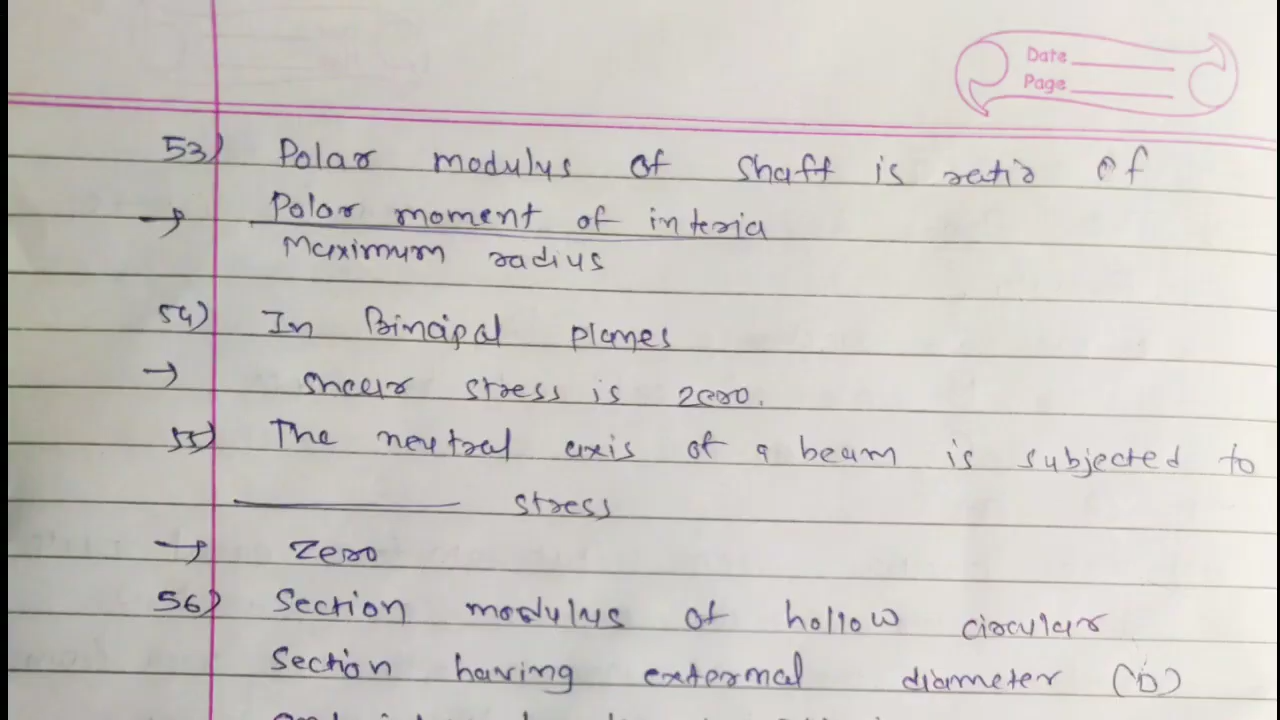 Date
Page
53) Polar modulus of shaft is ratio of
→ Polar moment of interia
Maximum radius
54) In Principal planes
→ shear stress is zero.
55) The neutral axis of a beam is subjected to
stress
→ Zero
56) Section modulus of hollow circular
Section having external diameter (D)